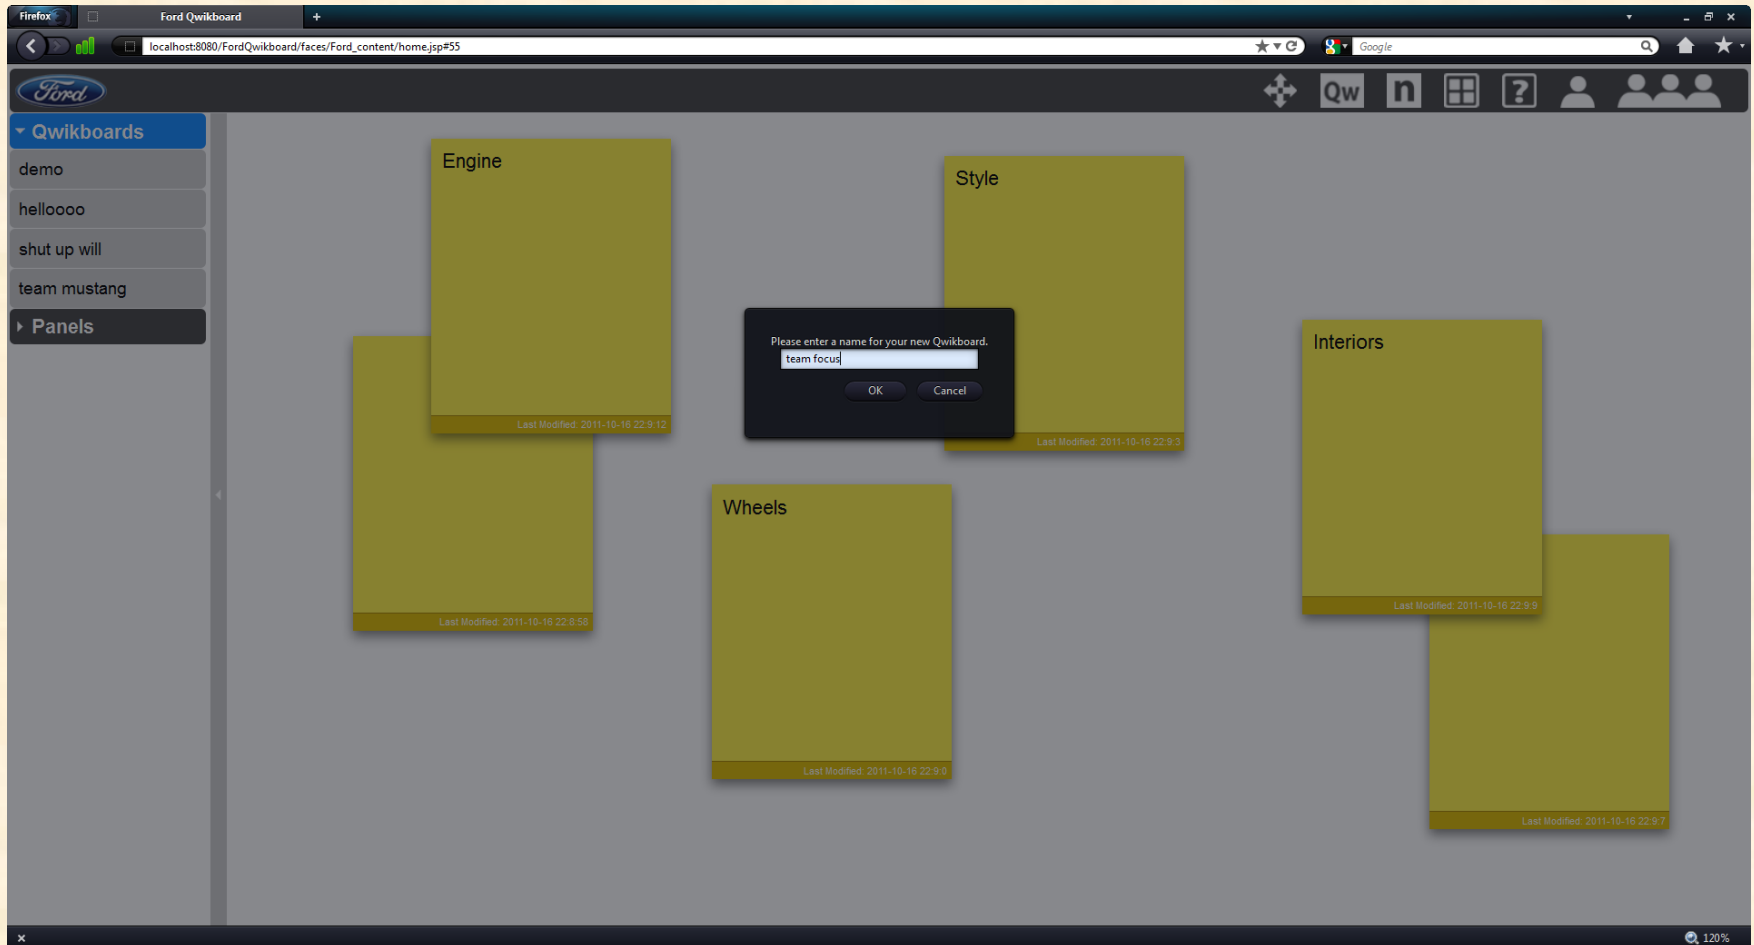 Firefox
Ford Qwikboard
+
localhost:8080/FordQwikboard/faces/Ford_content/home.jsp#55
Google
Ford
Qw
n
?
Qwikboards
demo
helloooo
shut up will
team mustang
Panels
Engine
Last Modified: 2011-10-16 22:9:12
Last Modified: 2011-10-16 22:8:58
Style
Last Modified: 2011-10-16 22:9:3
Please enter a name for your new Qwikboard.
team focus
OK
Cancel
Wheels
Last Modified: 2011-10-16 22:9:0
Interiors
Last Modified: 2011-10-16 22:9:9
Last Modified: 2011-10-16 22:9:7
120%